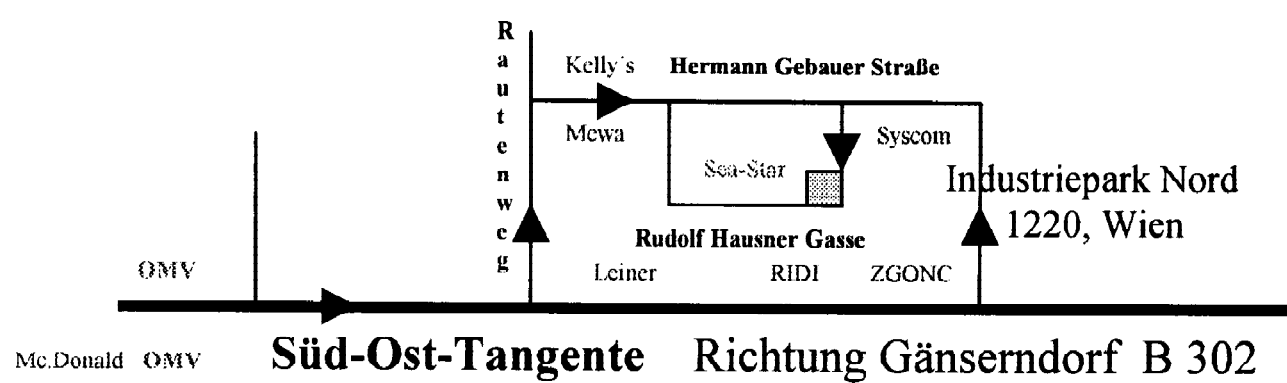 Rautenweg
Kelly´s Hermann Gebauer Straße
Mewa Syscom
Sea-Star
Industriepark Nord
1220, Wien
Rudolf Hausner Gasse
OMV Leiner RIDI ZGONC
Mc.Donald OMV Süd-Ost-Tangente Richtung Gänserndorf B 302